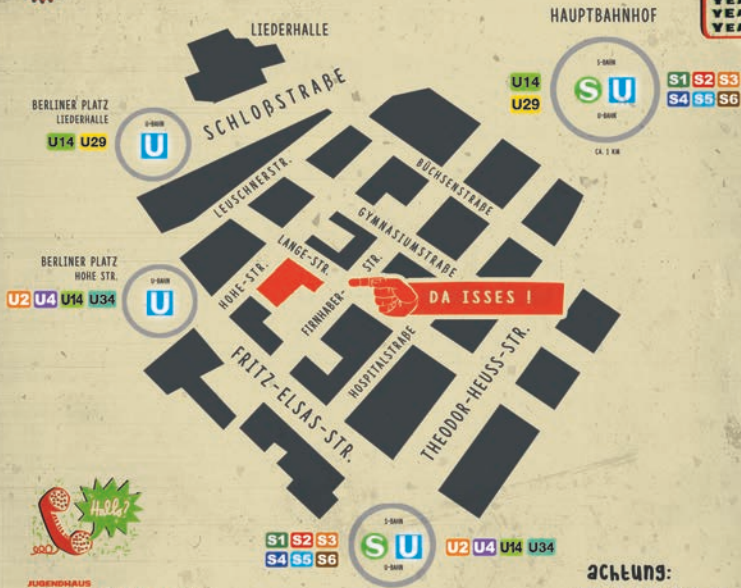 YEA
YEA
YEA
HAUPTBAHNHOF
S-BAHN
S U
U-BAHN
CA. 1 KM
U14
U29
S1 S2 S3
S4 S5 S6
LIEDERHALLE
BERLINER PLATZ
LIEDERHALLE
U14 U29
U-BAHN
U
SCHLOßSTRAßE
LEUSCHNERSTR.
BÜCHSENSTRAßE
GYMNASIUMSTRAßE
LANGE-STR.
HOHE-STR.
FIRNHABER-
STR.
BERLINER PLATZ
HOHE STR.
U2 U4 U14 U34
U-BAHN
U
DA ISSES !
HOSPITALSTRAßE
FRITZ-ELSAS-STR.
THEODOR-HEUSS-STR.
Hallo?
S1 S2 S3
S4 S5 S6
S-BAHN
S U
U-BAHN
U2 U4 U14 U34
achtung:
JUGENDHAUS